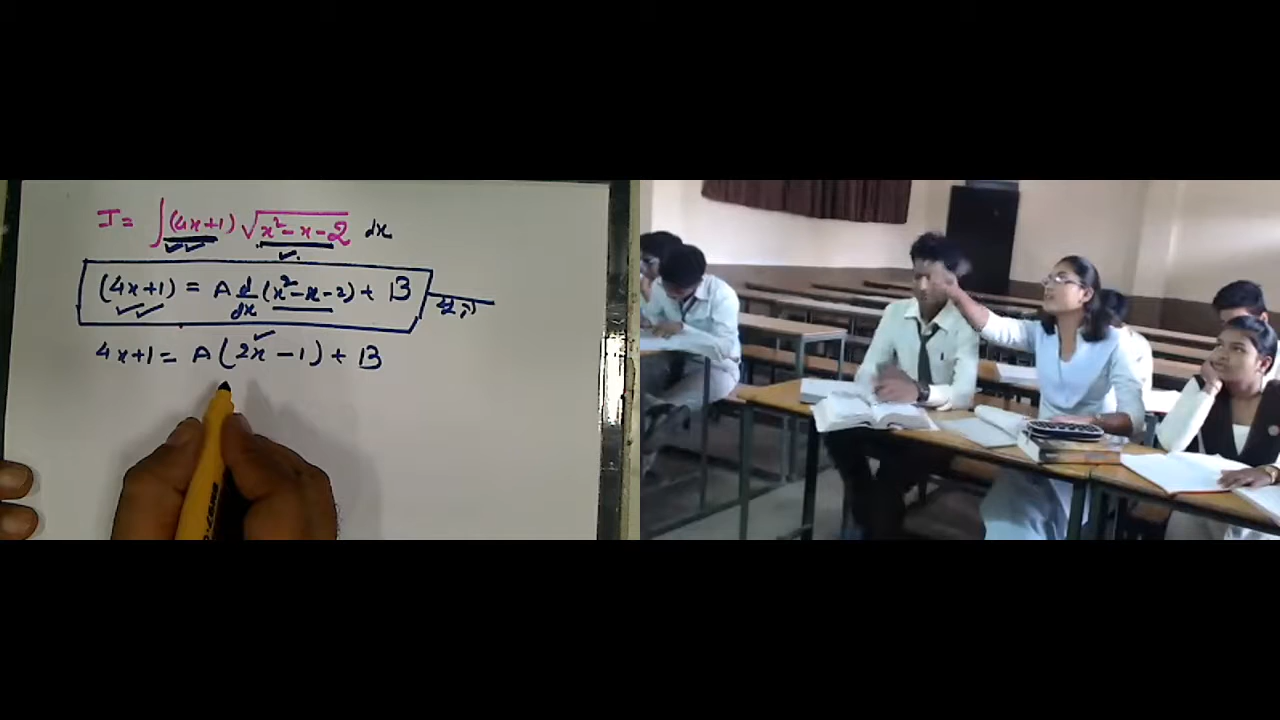 I = ∫ (4x+1) √x² - x - 2 dx
(4x+1) = A d/dx (x² - x - 2) + B
4x+1 = A (2x - 1) + B